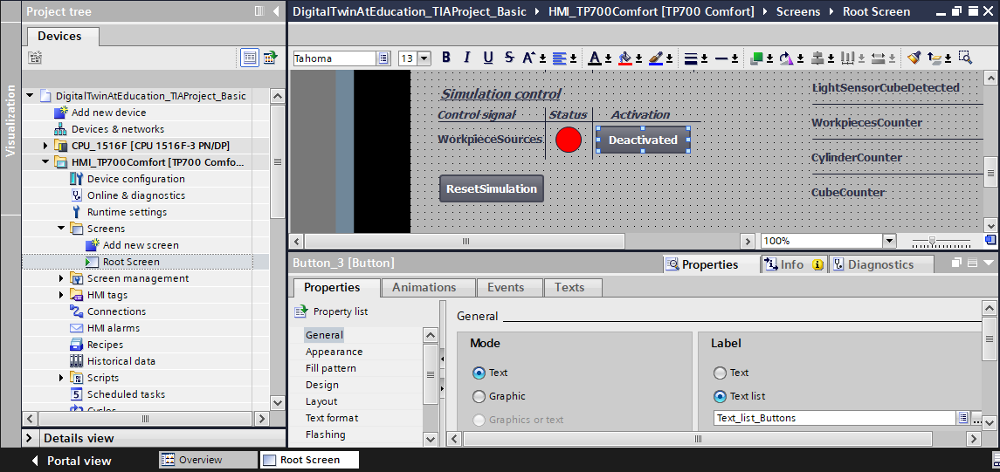 Project tree
DigitalTwinAtEducation_TIAProject_Basic HMI_TP700Comfort [TP700 Comfort] Screens Root Screen
Devices
Visualization
DigitalTwinAtEducation_TIAProject_Basic
Add new device
Devices & networks
CPU_1516F [CPU 1516F-3 PN/DP]
HMI_TP700Comfort [TP700 Comfo...
Device configuration
Online & diagnostics
Runtime settings
Screens
Add new screen
Root Screen
Screen management
HMI tags
Connections
HMI alarms
Recipes
Historical data
Scripts
Scheduled tasks
Cycles
Details view
Tahoma 13 B I U S A A
Simulation control
Control signal Status Activation
WorkpieceSources Deactivated
ResetSimulation
LightSensorCubeDetected
WorkpiecesCounter
CylinderCounter
CubeCounter
100%
Button_3 [Button] Properties Info Diagnostics
Properties Animations Events Texts
Property list
General
Appearance
Fill pattern
Design
Layout
Text format
Flashing
General
Mode
Text
Graphic
Graphics or text
Label
Text
Text list
Text_list_Buttons ...
Portal view Overview Root Screen